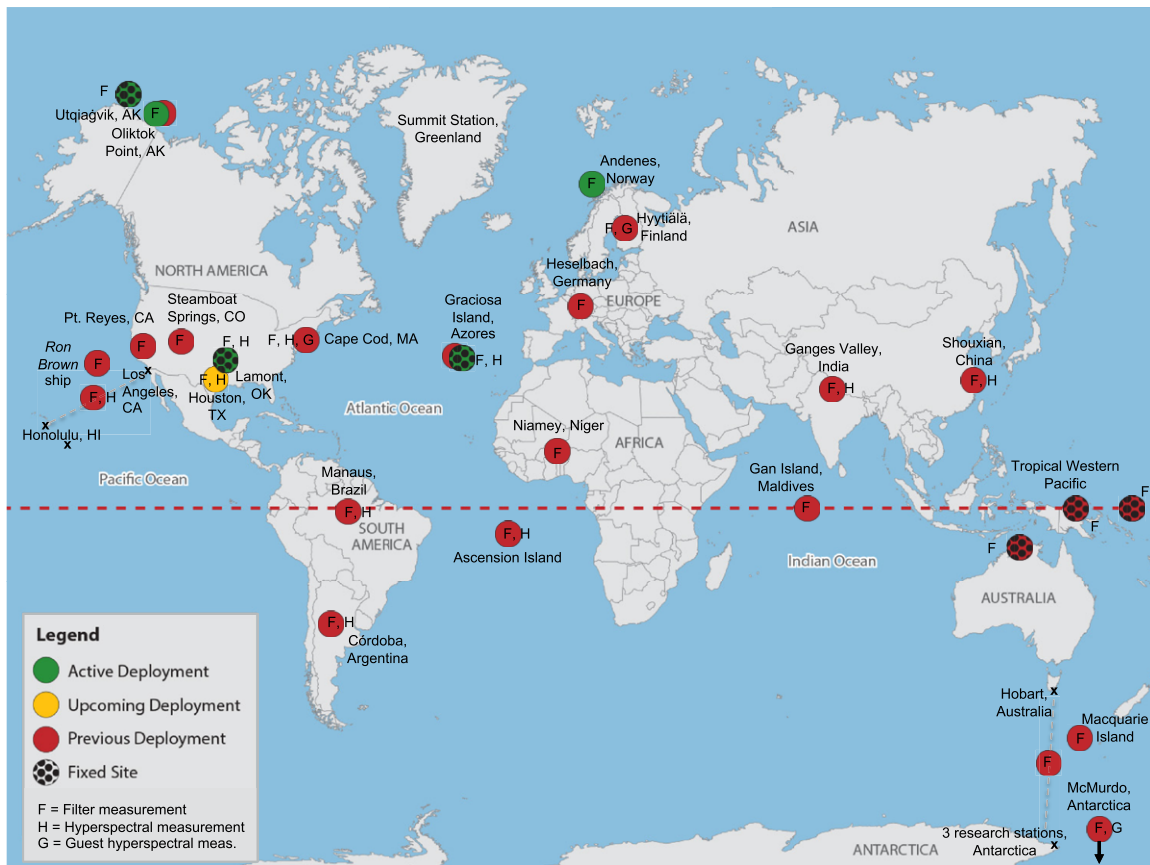 F
Utqiaġvik, AK
F
Oliktok
Point, AK
Summit Station,
Greenland
Andenes,
Norway
F
F, G
Hyytiälä,
Finland
ASIA
NORTH AMERICA
Heselbach,
Germany
F
EUROPE
Steamboat
Springs, CO
F
Pt. Reyes, CA
F
F, H
F, H, G
Cape Cod, MA
Graciosa
Island,
Azores
F, H
Ron
Brown
ship
F
Los
Angeles,
CA
F, H
F, H
Lamont,
OK
Houston,
TX
Ganges Valley,
India
F, H
Shouxian,
China
F, H
x
x
Honolulu, HI
x
Atlantic Ocean
Niamey, Niger
F
AFRICA
Pacific Ocean
Manaus,
Brazil
F, H
SOUTH
AMERICA
Gan Island,
Maldives
F
Tropical Western
Pacific
F
F
F
F, H
Ascension Island
Indian Ocean
AUSTRALIA
F, H
Córdoba,
Argentina
Legend
Active Deployment
Upcoming Deployment
Previous Deployment
Fixed Site
F = Filter measurement
H = Hyperspectral measurement
G = Guest hyperspectral meas.
Hobart,
Australia
x
Macquarie
Island
F
F
McMurdo,
Antarctica
F, G
3 research stations,
Antarctica
x
ANTARCTICA